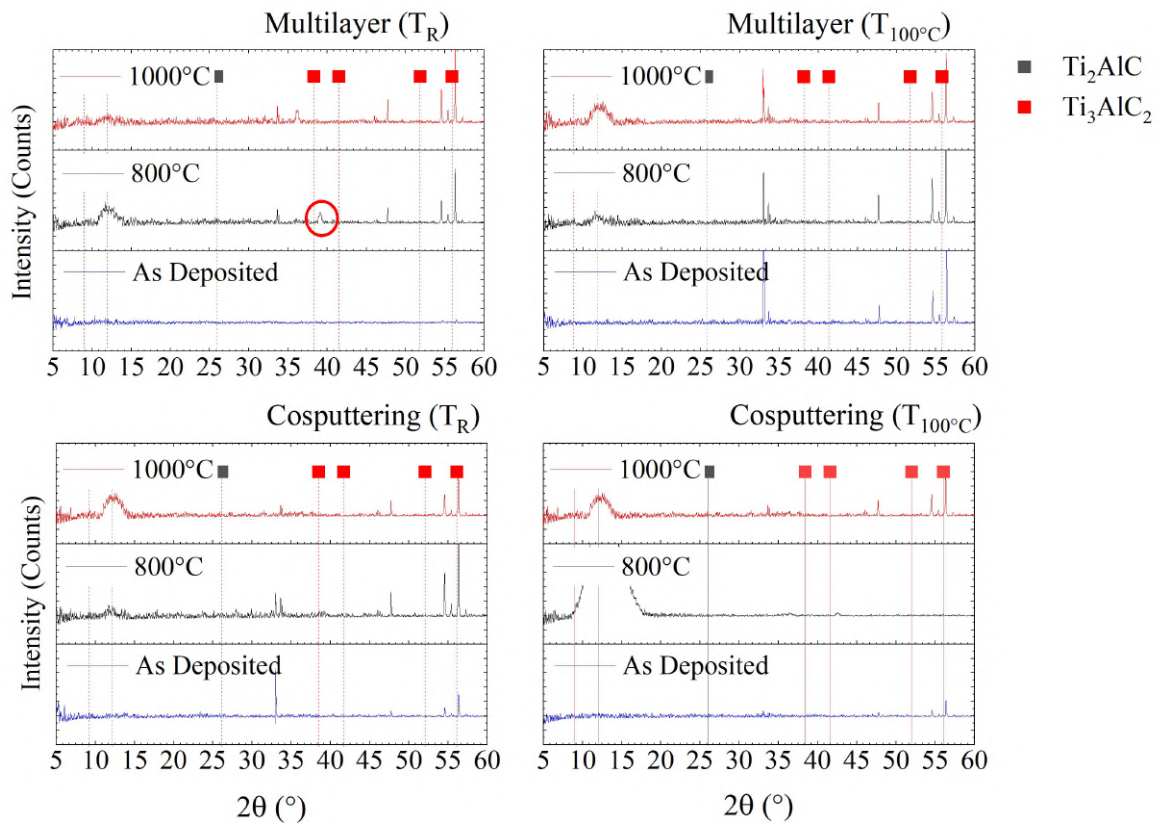 Multilayer (T_R)
Multilayer (T_100°C)
Intensity (Counts)
1000°C
800°C
As Deposited
5 10 15 20 25 30 35 40 45 50 55 60
1000°C
800°C
As Deposited
5 10 15 20 25 30 35 40 45 50 55 60
Ti₂AlC
Ti₃AlC₂
Cosputtering (T_R)
Cosputtering (T_100°C)
Intensity (Counts)
1000°C
800°C
As Deposited
5 10 15 20 25 30 35 40 45 50 55 60
2θ (°)
1000°C
800°C
As Deposited
5 10 15 20 25 30 35 40 45 50 55 60
2θ (°)